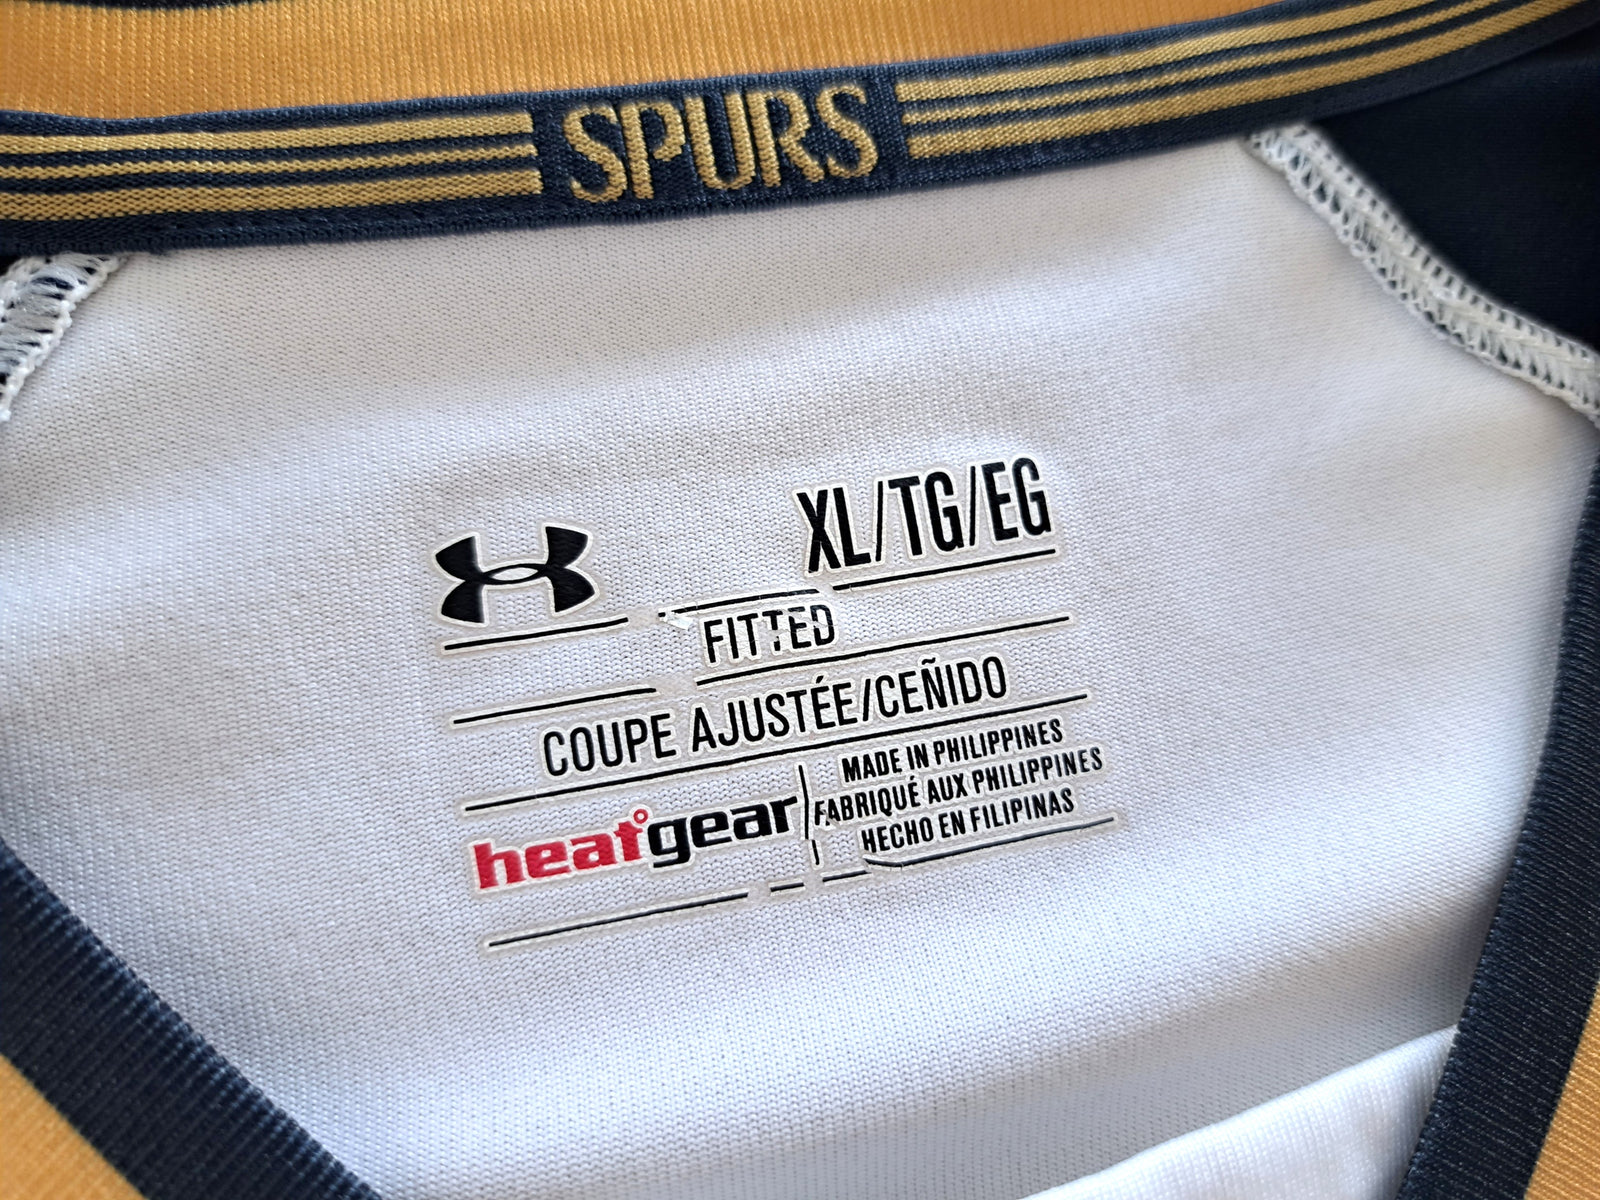 SPURS
XL/TG/EG
FITTED
COUPE AJUSTÉE/CEÑIDO
heatgear
MADE IN PHILIPPINES
FABRIQUÉ AUX PHILIPPINES
HECHO EN FILIPINAS